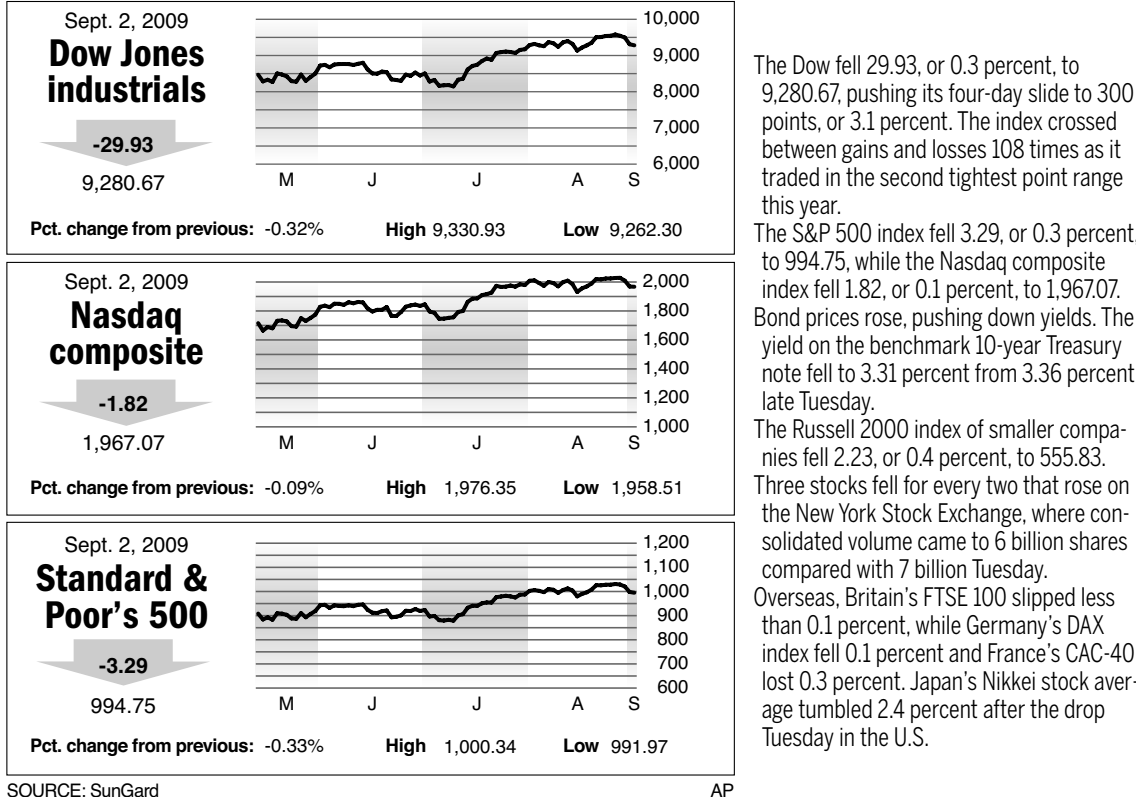 Sept. 2, 2009
Dow Jones
industrials
-29.93
9,280.67
10,000
9,000
8,000
7,000
6,000
M J J A S
Pct. change from previous: -0.32% High 9,330.93 Low 9,262.30
Sept. 2, 2009
Nasdaq
composite
-1.82
1,967.07
2,000
1,800
1,600
1,400
1,200
1,000
M J J A S
Pct. change from previous: -0.09% High 1,976.35 Low 1,958.51
Sept. 2, 2009
Standard &
Poor's 500
-3.29
994.75
1,200
1,100
1,000
900
800
700
600
M J J A S
Pct. change from previous: -0.33% High 1,000.34 Low 991.97
SOURCE: SunGard AP
The Dow fell 29.93, or 0.3 percent, to
9,280.67, pushing its four-day slide to 300
points, or 3.1 percent. The index crossed
between gains and losses 108 times as it
traded in the second tightest point range
this year.
The S&P 500 index fell 3.29, or 0.3 percent,
to 994.75, while the Nasdaq composite
index fell 1.82, or 0.1 percent, to 1,967.07.
Bond prices rose, pushing down yields. The
yield on the benchmark 10-year Treasury
note fell to 3.31 percent from 3.36 percent
late Tuesday.
The Russell 2000 index of smaller compa-
nies fell 2.23, or 0.4 percent, to 555.83.
Three stocks fell for every two that rose on
the New York Stock Exchange, where con-
solidated volume came to 6 billion shares
compared with 7 billion Tuesday.
Overseas, Britain's FTSE 100 slipped less
than 0.1 percent, while Germany's DAX
index fell 0.1 percent and France's CAC-40
lost 0.3 percent. Japan's Nikkei stock aver-
age tumbled 2.4 percent after the drop
Tuesday in the U.S.